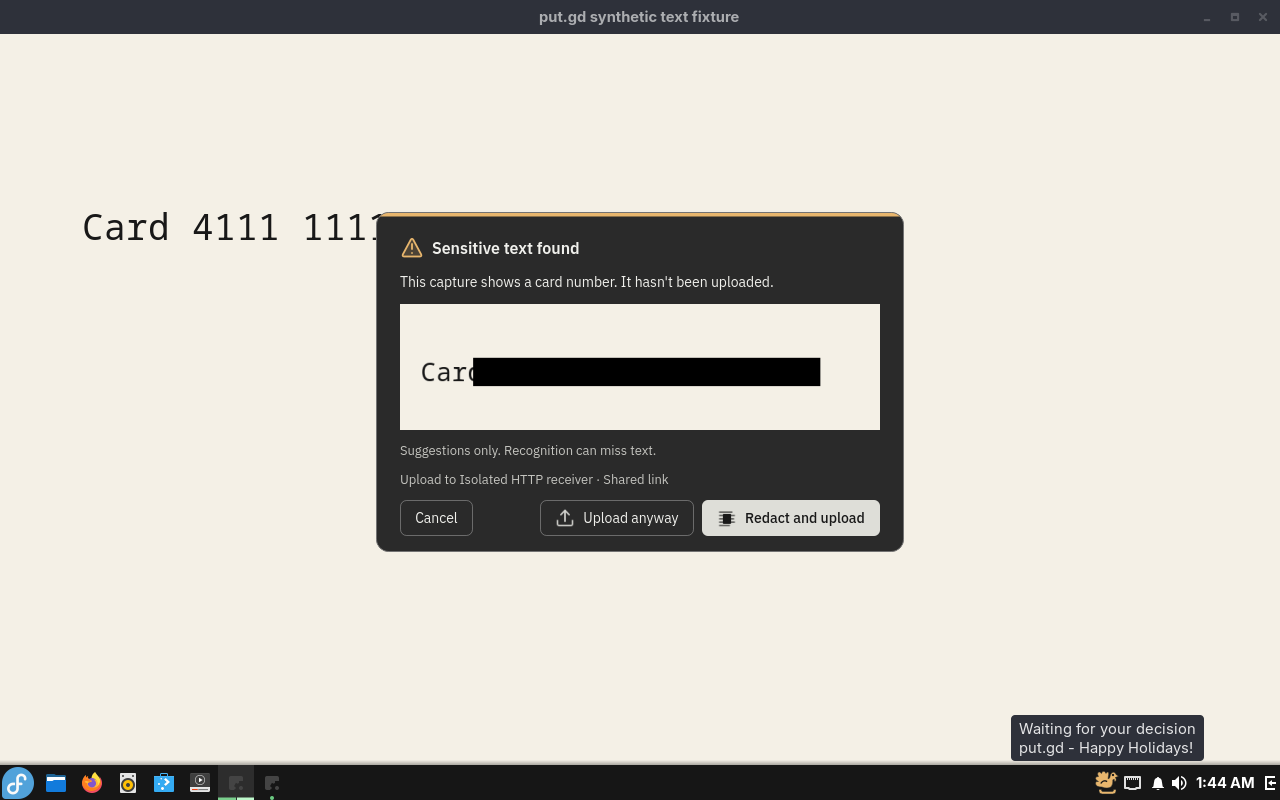 put.gd synthetic text fixture
Card 4111 1111
Sensitive text found
This capture shows a card number. It hasn't been uploaded.
Card
Suggestions only. Recognition can miss text.
Upload to Isolated HTTP receiver · Shared link
Cancel
Upload anyway
Redact and upload
Waiting for your decision
put.gd - Happy Holidays!
1:44 AM